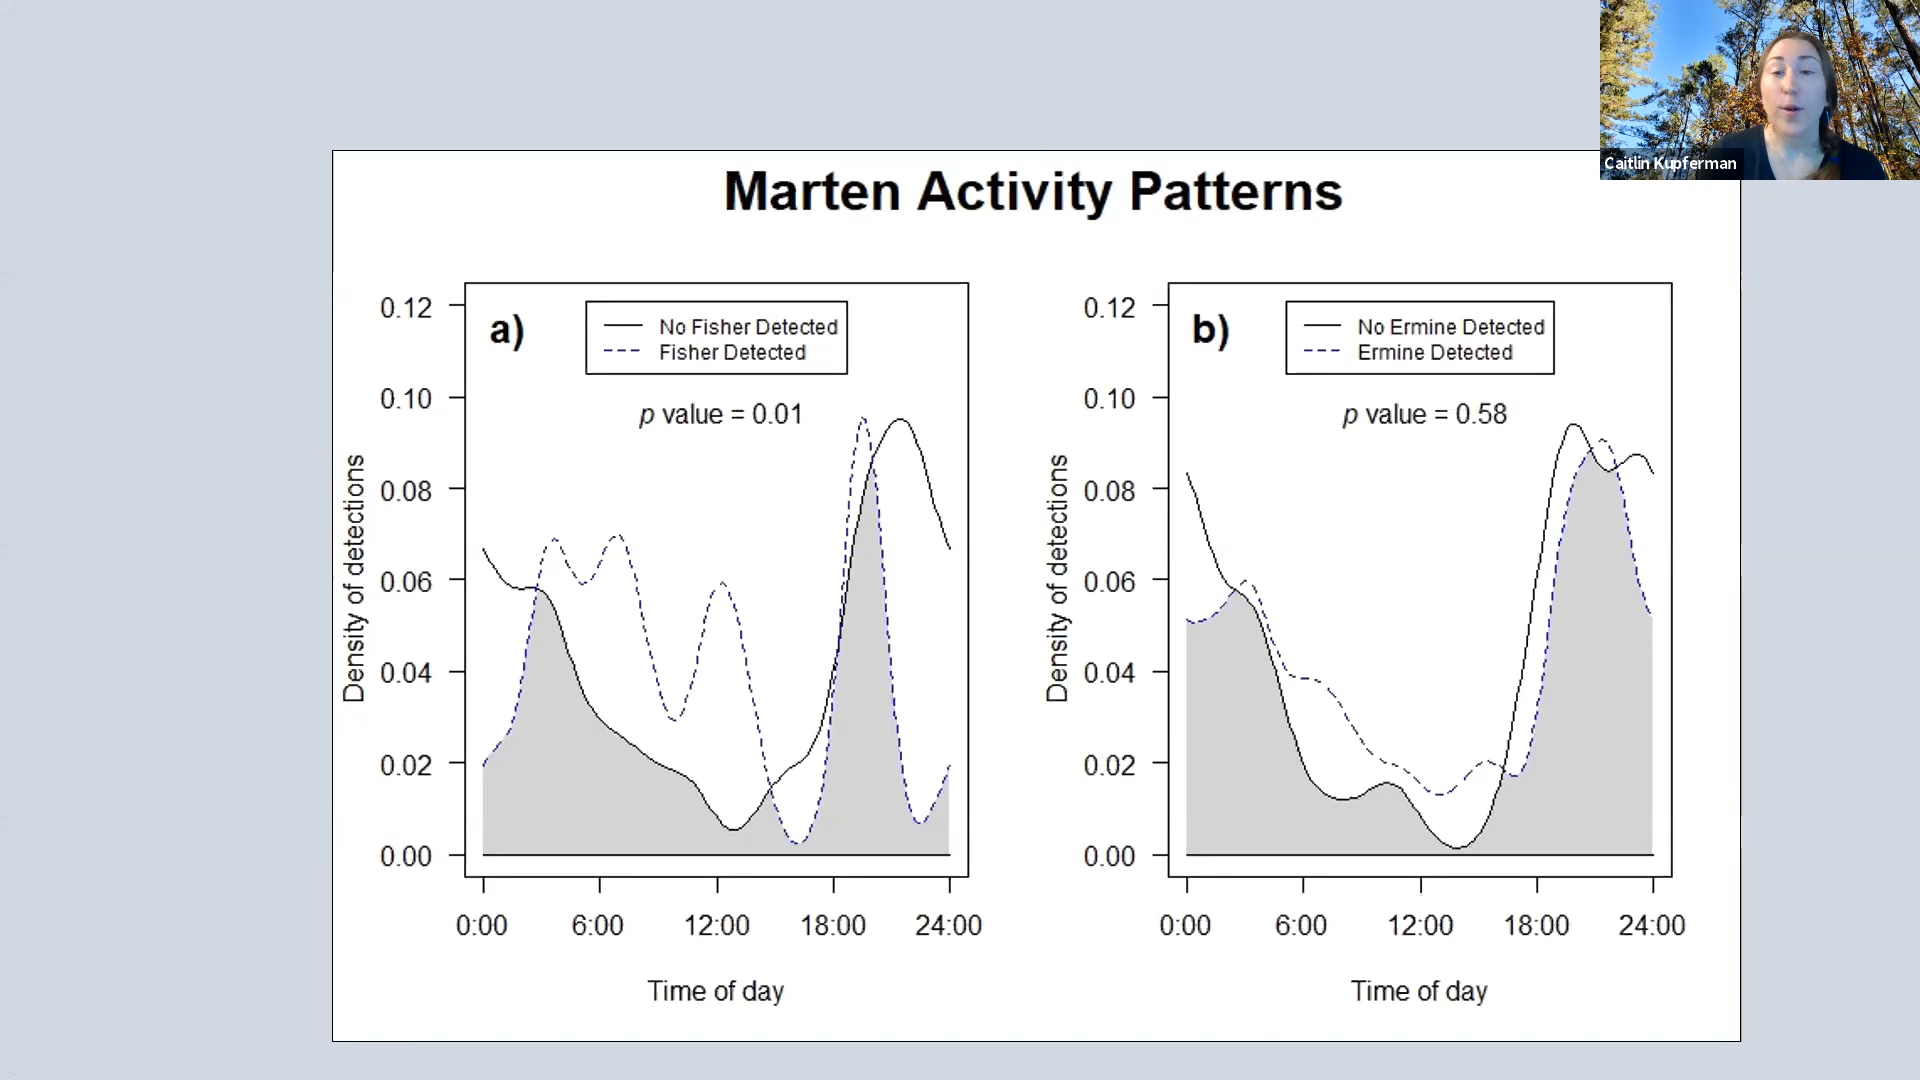 Caitlin Kupferman
Marten Activity Patterns
a)
No Fisher Detected
Fisher Detected
p value = 0.01
Density of detections
0.12
0.10
0.08
0.06
0.04
0.02
0.00
0:00 6:00 12:00 18:00 24:00
Time of day
b)
No Ermine Detected
Ermine Detected
p value = 0.58
Density of detections
0.12
0.10
0.08
0.06
0.04
0.02
0.00
0:00 6:00 12:00 18:00 24:00
Time of day